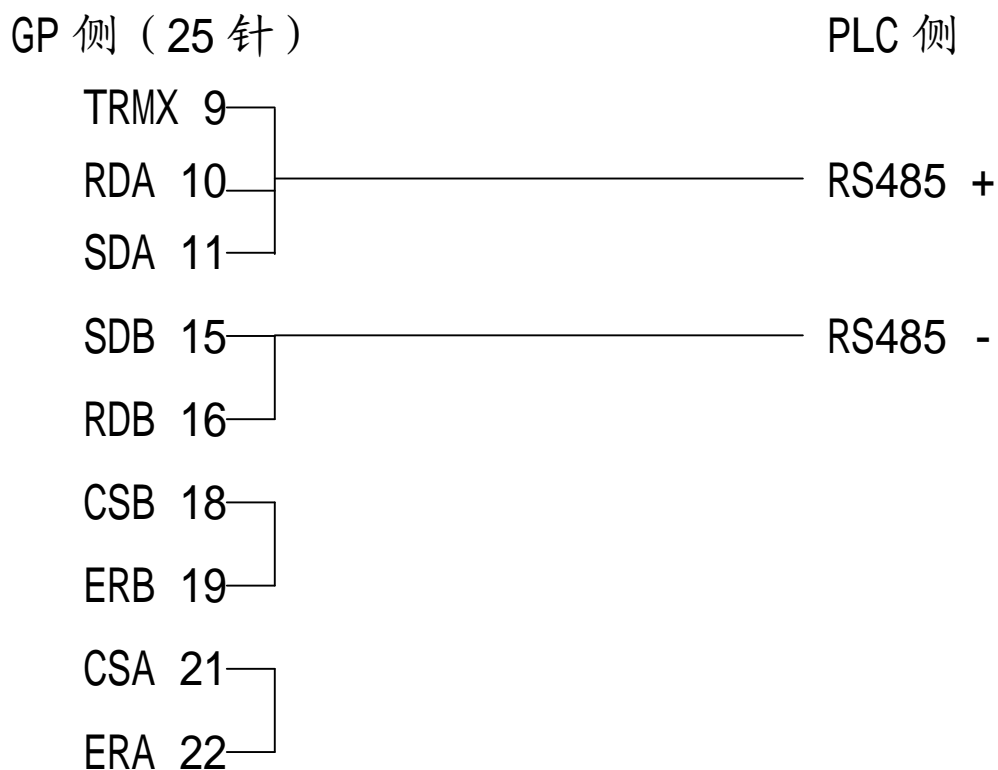 GP 侧（25 针） PLC 侧
TRMX 9
RDA 10 RS485 +
SDA 11
SDB 15 RS485 -
RDB 16
CSB 18
ERB 19
CSA 21
ERA 22